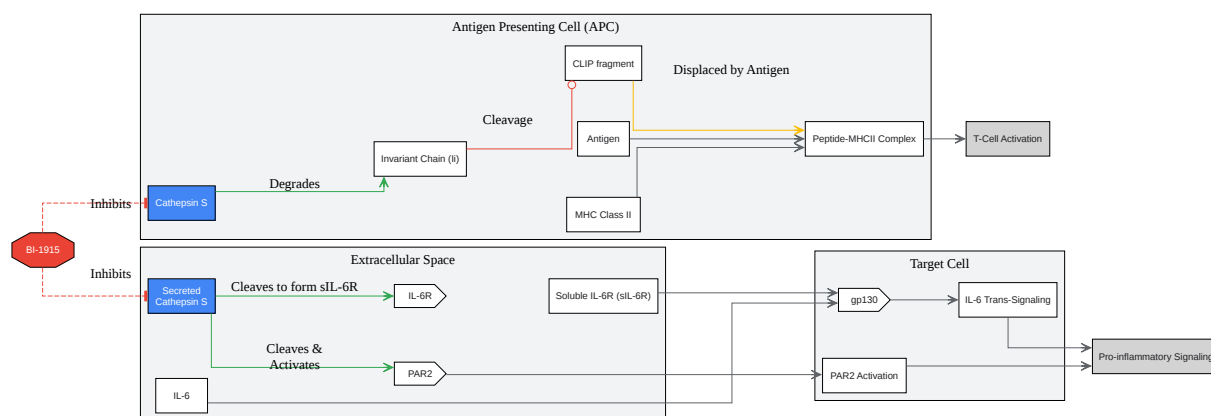 Antigen Presenting Cell (APC)
CLIP fragment
Displaced by Antigen
Cleavage
Antigen
Peptide-MHCII Complex
T-Cell Activation
Invariant Chain (Ii)
Degrades
Inhibits
Cathepsin S
MHC Class II
BI-1915
Extracellular Space
Target Cell
Inhibits
Secreted
Cathepsin S
Cleaves to form sIL-6R
IL-6R
Soluble IL-6R (sIL-6R)
gp130
IL-6 Trans-Signaling
Cleaves &
Activates
PAR2
PAR2 Activation
Pro-inflammatory Signaling
IL-6